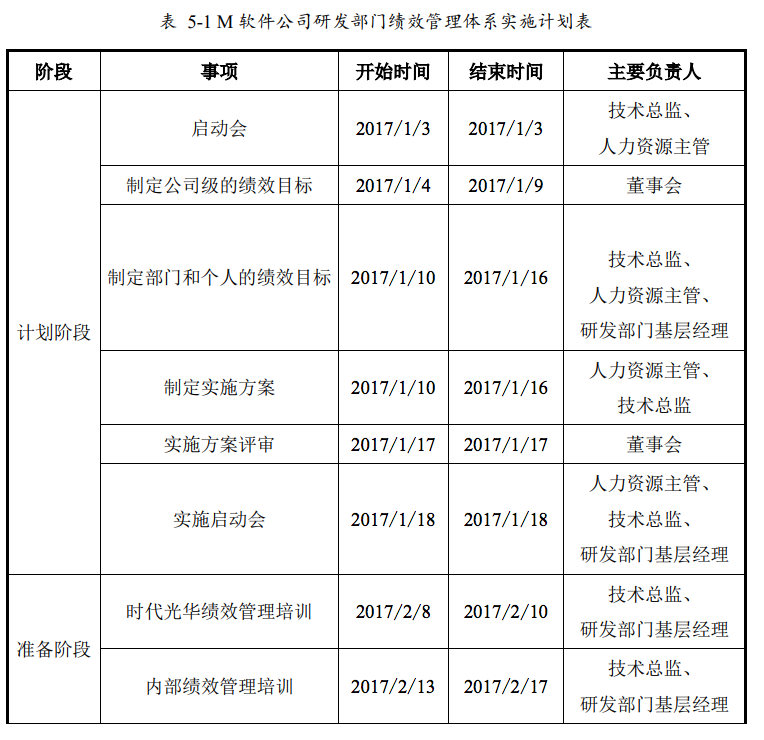 表 5-1 M 软件公司研发部门绩效管理体系实施计划表
阶段 事项 开始时间 结束时间 主要负责人
计划阶段
启动会 2017/1/3 2017/1/3 技术总监、
人力资源主管
制定公司级的绩效目标 2017/1/4 2017/1/9 董事会
制定部门和个人的绩效目标 2017/1/10 2017/1/16 技术总监、
人力资源主管、
研发部门基层经理
制定实施方案 2017/1/10 2017/1/16 人力资源主管、
技术总监
实施方案评审 2017/1/17 2017/1/17 董事会
实施启动会 2017/1/18 2017/1/18 人力资源主管、
技术总监、
研发部门基层经理
准备阶段
时代光华绩效管理培训 2017/2/8 2017/2/10 技术总监、
研发部门基层经理
内部绩效管理培训 2017/2/13 2017/2/17 技术总监、
研发部门基层经理